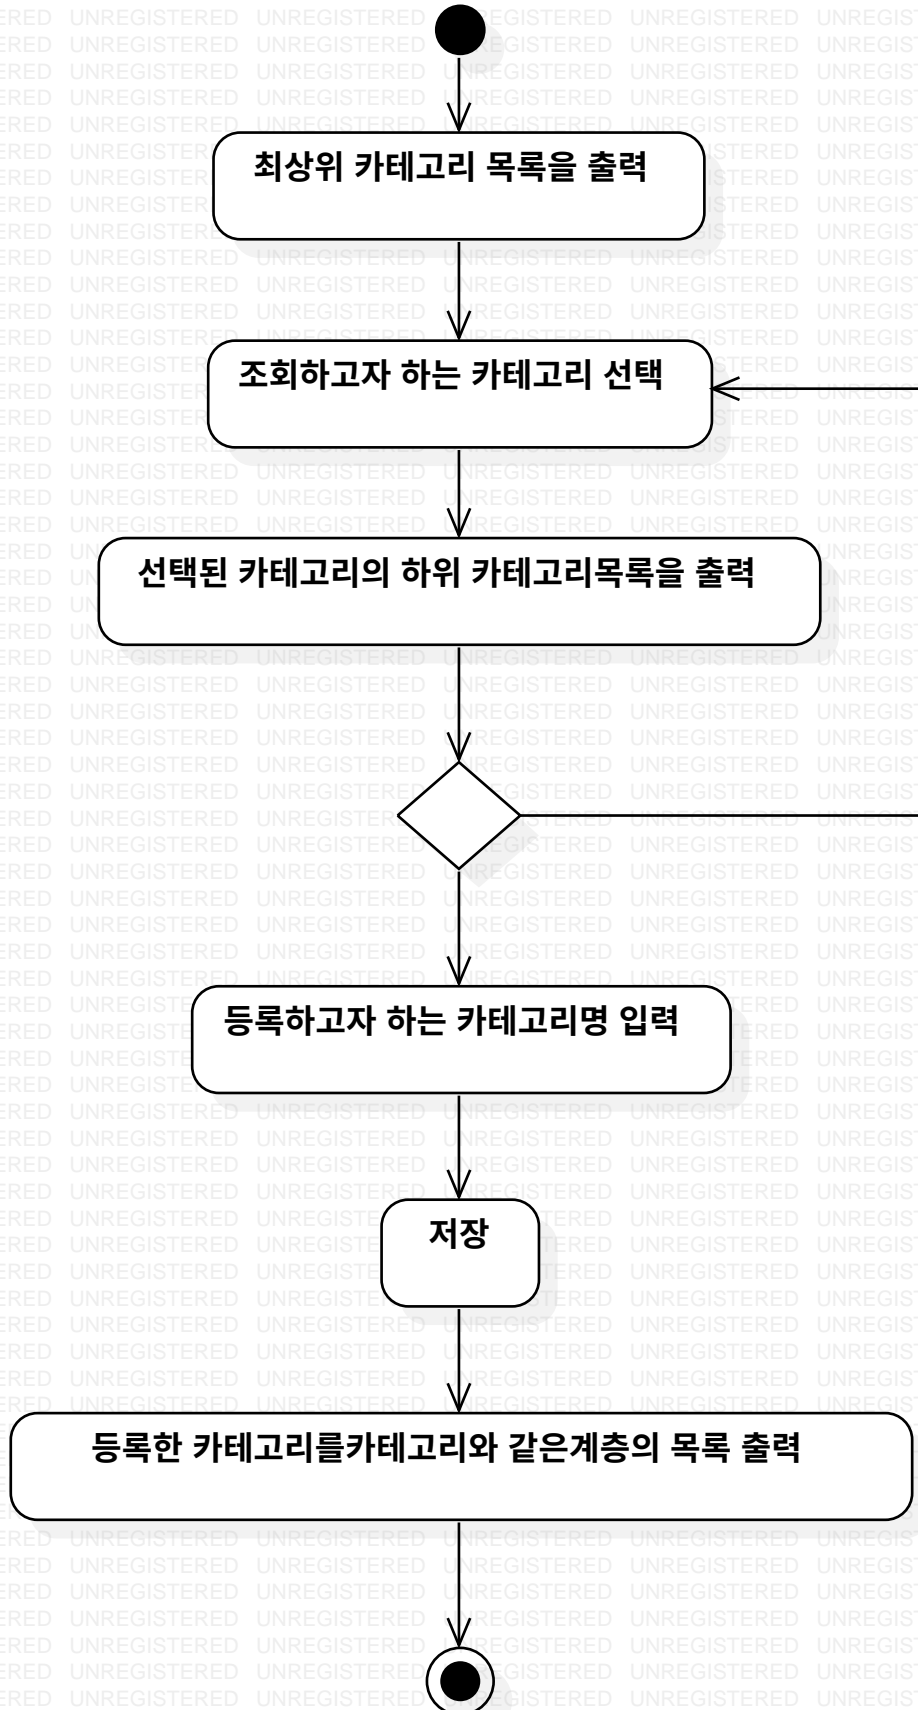 최상위 카테고리 목록을 출력
조회하고자 하는 카테고리 선택
선택된 카테고리의 하위 카테고리목록을 출력
등록하고자 하는 카테고리명 입력
저장
등록한 카테고리를카테고리와 같은계층의 목록 출력
UNREGISTERED